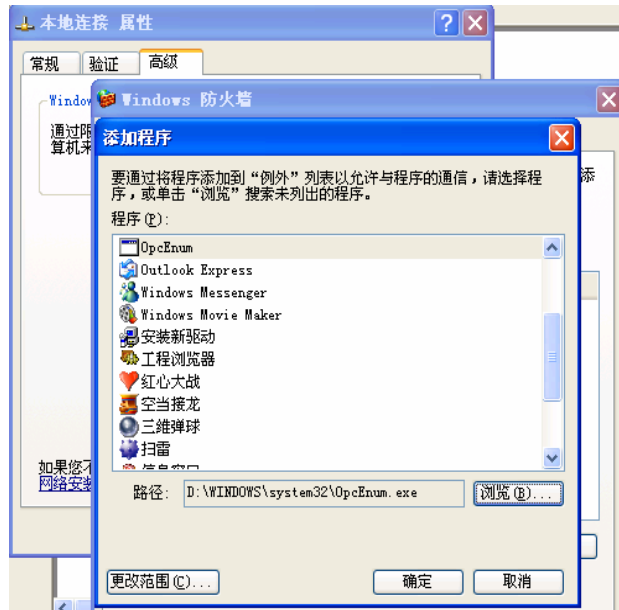 本地连接 属性
常规
验证
高级
Window
Windows 防火墙
通过限
算机来
添加程序
添
要通过将程序添加到“例外”列表以允许与程序的通信，请选择程
序，或单击“浏览”搜索未列出的程序。
程序(P):
OpcEnum
Outlook Express
Windows Messenger
Windows Movie Maker
安装新驱动
工程浏览器
红心大战
空当接龙
三维弹球
扫雷
信息窗口
如果您不
网络安装
路径: D:\WINDOWS\system32\OpcEnum.exe 浏览(B)...
更改范围(C)... 确定 取消